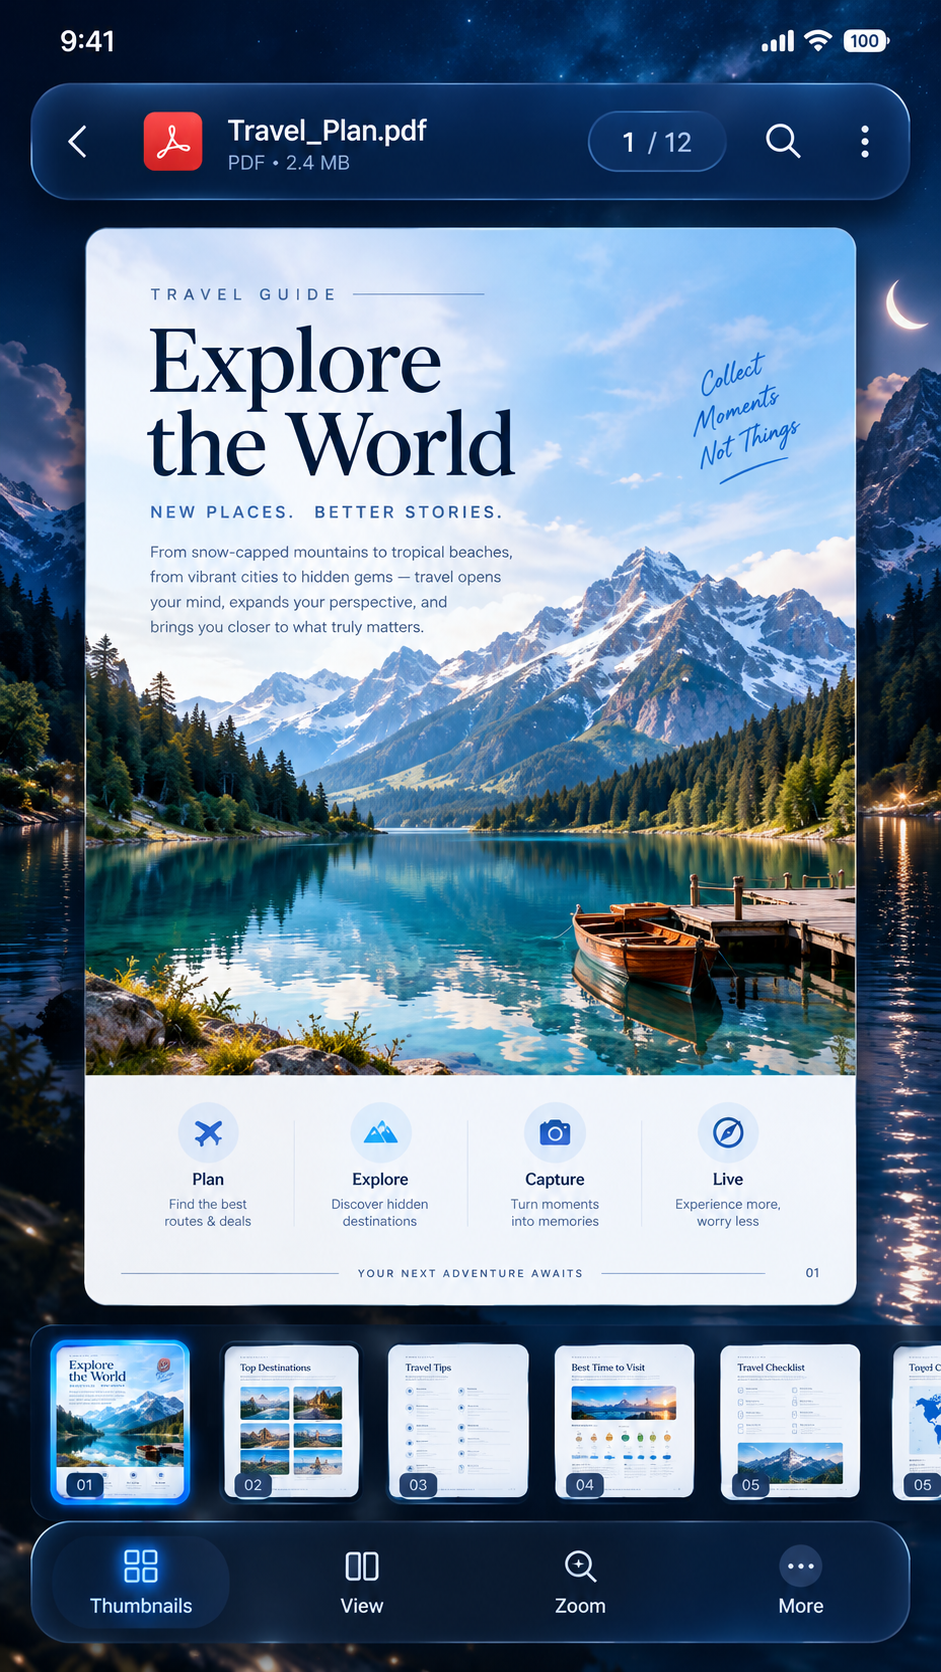 9:41
100
Travel_Plan.pdf
PDF • 2.4 MB
1 / 12
TRAVEL GUIDE
Explore
the World
NEW PLACES. BETTER STORIES.
From snow-capped mountains to tropical beaches,
from vibrant cities to hidden gems — travel opens
your mind, expands your perspective, and
brings you closer to what truly matters.
Collect
Moments
Not Things
Plan
Find the best
routes & deals
Explore
Discover hidden
destinations
Capture
Turn moments
into memories
Live
Experience more,
worry less
YOUR NEXT ADVENTURE AWAITS
01
Explore
the World
01
Top Destinations
02
Travel Tips
03
Best Time to Visit
04
Travel Checklist
05
05
Thumbnails
View
Zoom
More